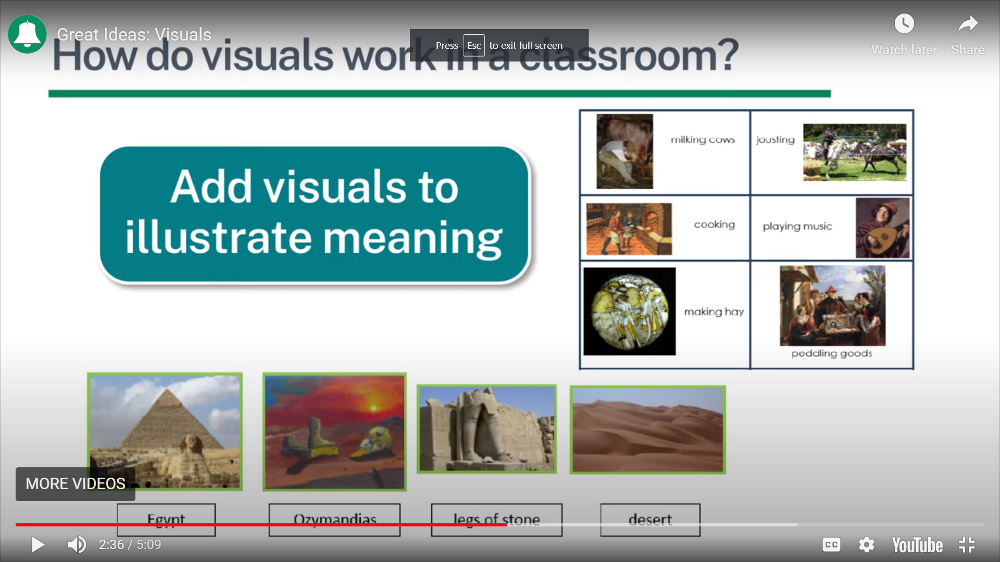 Great Ideas: Visuals
Watch later
Share
Press Esc to exit full screen
How do visuals work in a classroom?
Add visuals to
illustrate meaning
milking cows
jousting
cooking
playing music
making hay
peddling goods
MORE VIDEOS
Egypt
Ozymandias
legs of stone
desert
2:36 / 5:09
CC
YouTube